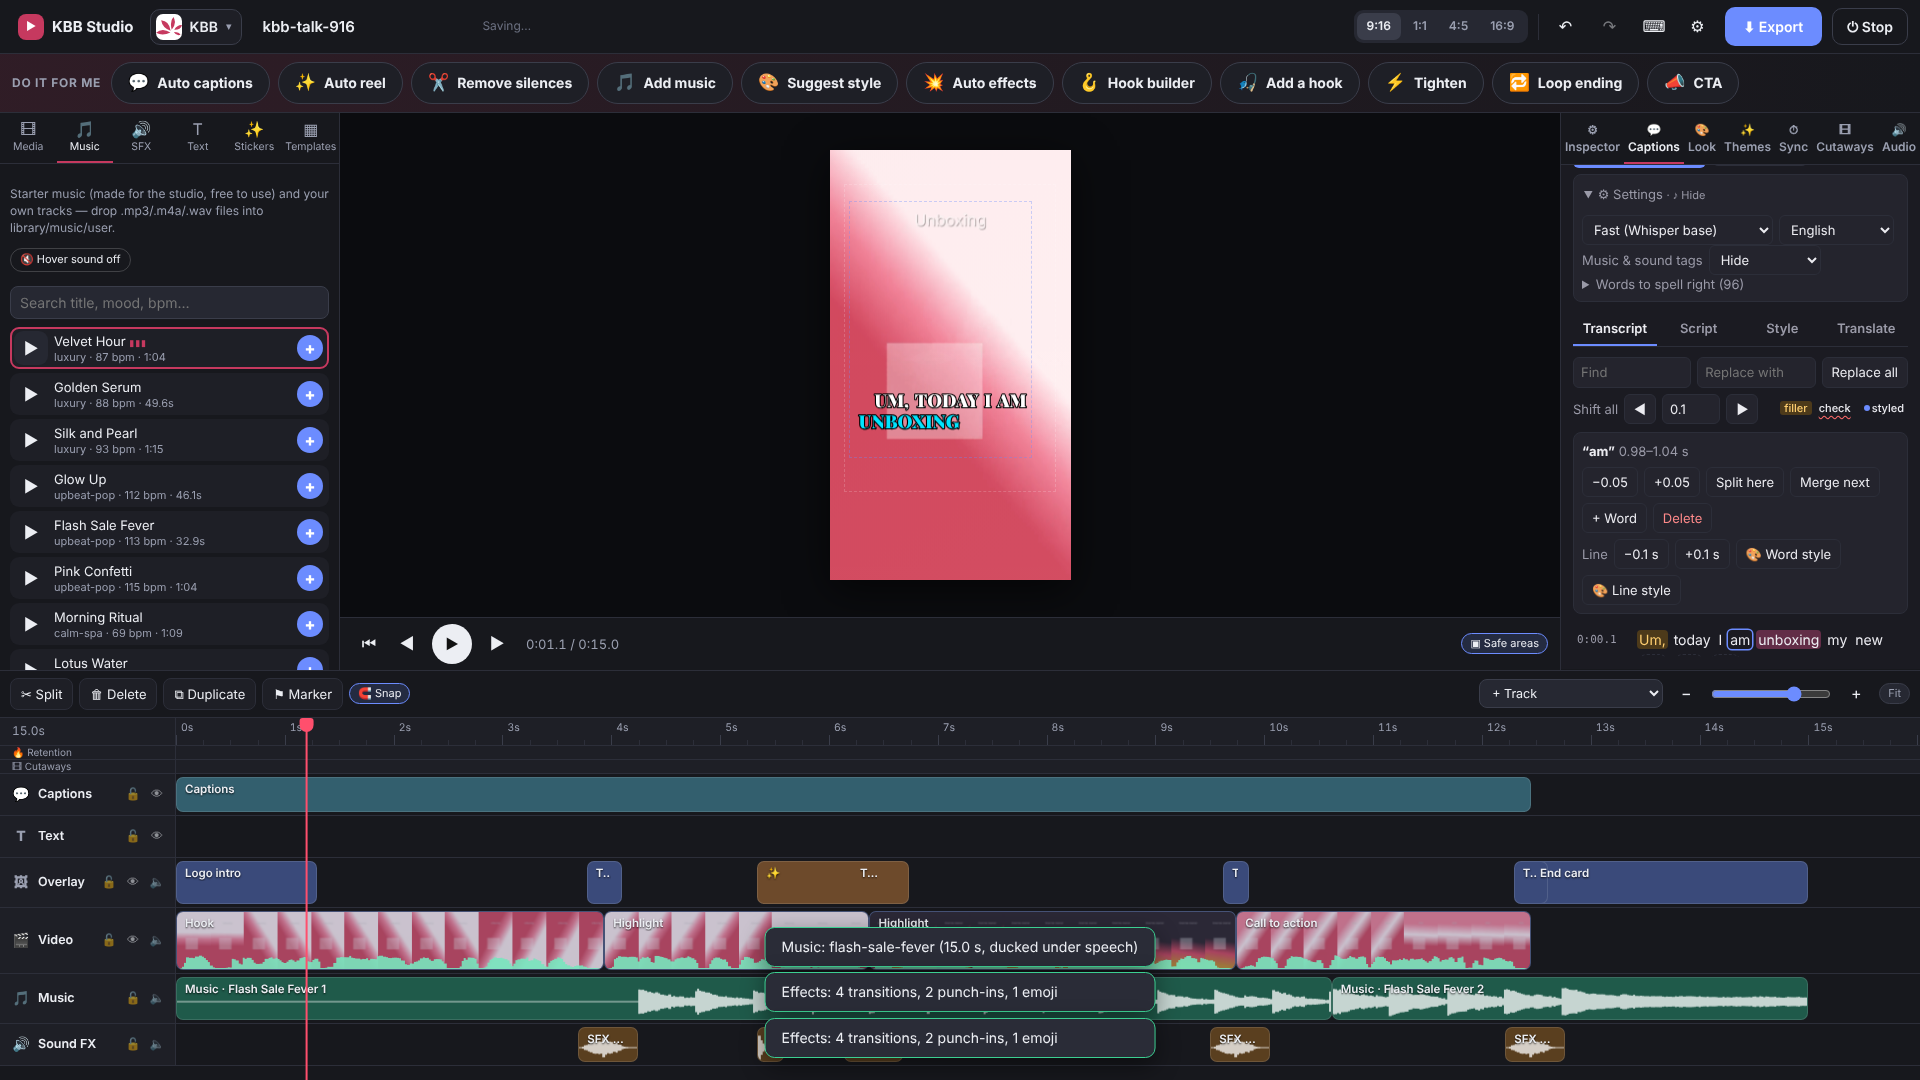 KBB Studio
KBB
kbb-talk-916
Saving...
9:16 1:1 4:5 16:9
Export
Stop
DO IT FOR ME
Auto captions
Auto reel
Remove silences
Add music
Suggest style
Auto effects
Hook builder
Add a hook
Tighten
Loop ending
CTA
Media Music SFX Text Stickers Templates
Starter music (made for the studio, free to use) and your
own tracks — drop .mp3/.m4a/.wav files into
library/music/user.
Hover sound off
Search title, mood, bpm...
Velvet Hour
luxury · 87 bpm · 1:04
Golden Serum
luxury · 88 bpm · 49.6s
Silk and Pearl
luxury · 93 bpm · 1:15
Glow Up
upbeat-pop · 112 bpm · 46.1s
Flash Sale Fever
upbeat-pop · 113 bpm · 32.9s
Pink Confetti
upbeat-pop · 115 bpm · 1:04
Morning Ritual
calm-spa · 69 bpm · 1:09
Lotus Water
Unboxing
UM, TODAY I AM
UNBOXING
0:01.1 / 0:15.0
Safe areas
Inspector Captions Look Themes Sync Cutaways Audio
Settings · ♪ Hide
Fast (Whisper base) English
Music & sound tags Hide
Words to spell right (96)
Transcript Script Style Translate
Find Replace with Replace all
Shift all 0.1 filler check styled
“am” 0.98–1.04 s
−0.05 +0.05 Split here Merge next
+ Word Delete
Line −0.1 s +0.1 s Word style
Line style
0:00.1 Um, today I am unboxing my new
Split Delete Duplicate Marker Snap
+ Track − + Fit
15.0s 0s 1s 2s 3s 4s 5s 6s 7s 8s 9s 10s 11s 12s 13s 14s 15s
Retention
Cutaways
Captions Captions
Text
Overlay Logo intro T.. T... T T.. End card
Video Hook Highlight Highlight Call to action
Music: flash-sale-fever (15.0 s, ducked under speech)
Music Music · Flash Sale Fever 1 Music · Flash Sale Fever 2
Effects: 4 transitions, 2 punch-ins, 1 emoji
Sound FX SFX ... SFX ... SFX ...
Effects: 4 transitions, 2 punch-ins, 1 emoji